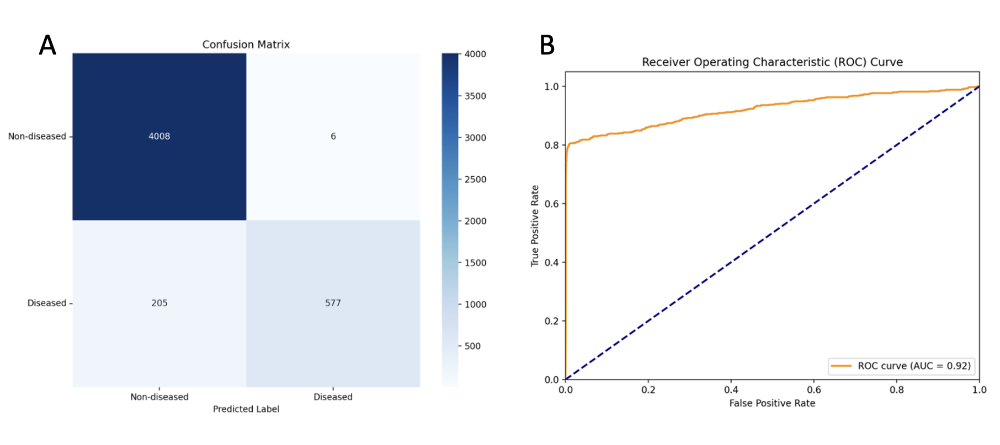 A
Confusion Matrix
Non-diseased
4008
6
Diseased
205
577
Non-diseased
Diseased
Predicted Label
4000
3500
3000
2500
2000
1500
1000
500
B
Receiver Operating Characteristic (ROC) Curve
True Positive Rate
1.0
0.8
0.6
0.4
0.2
0.0
ROC curve (AUC = 0.92)
0.0 0.2 0.4 0.6 0.8 1.0
False Positive Rate